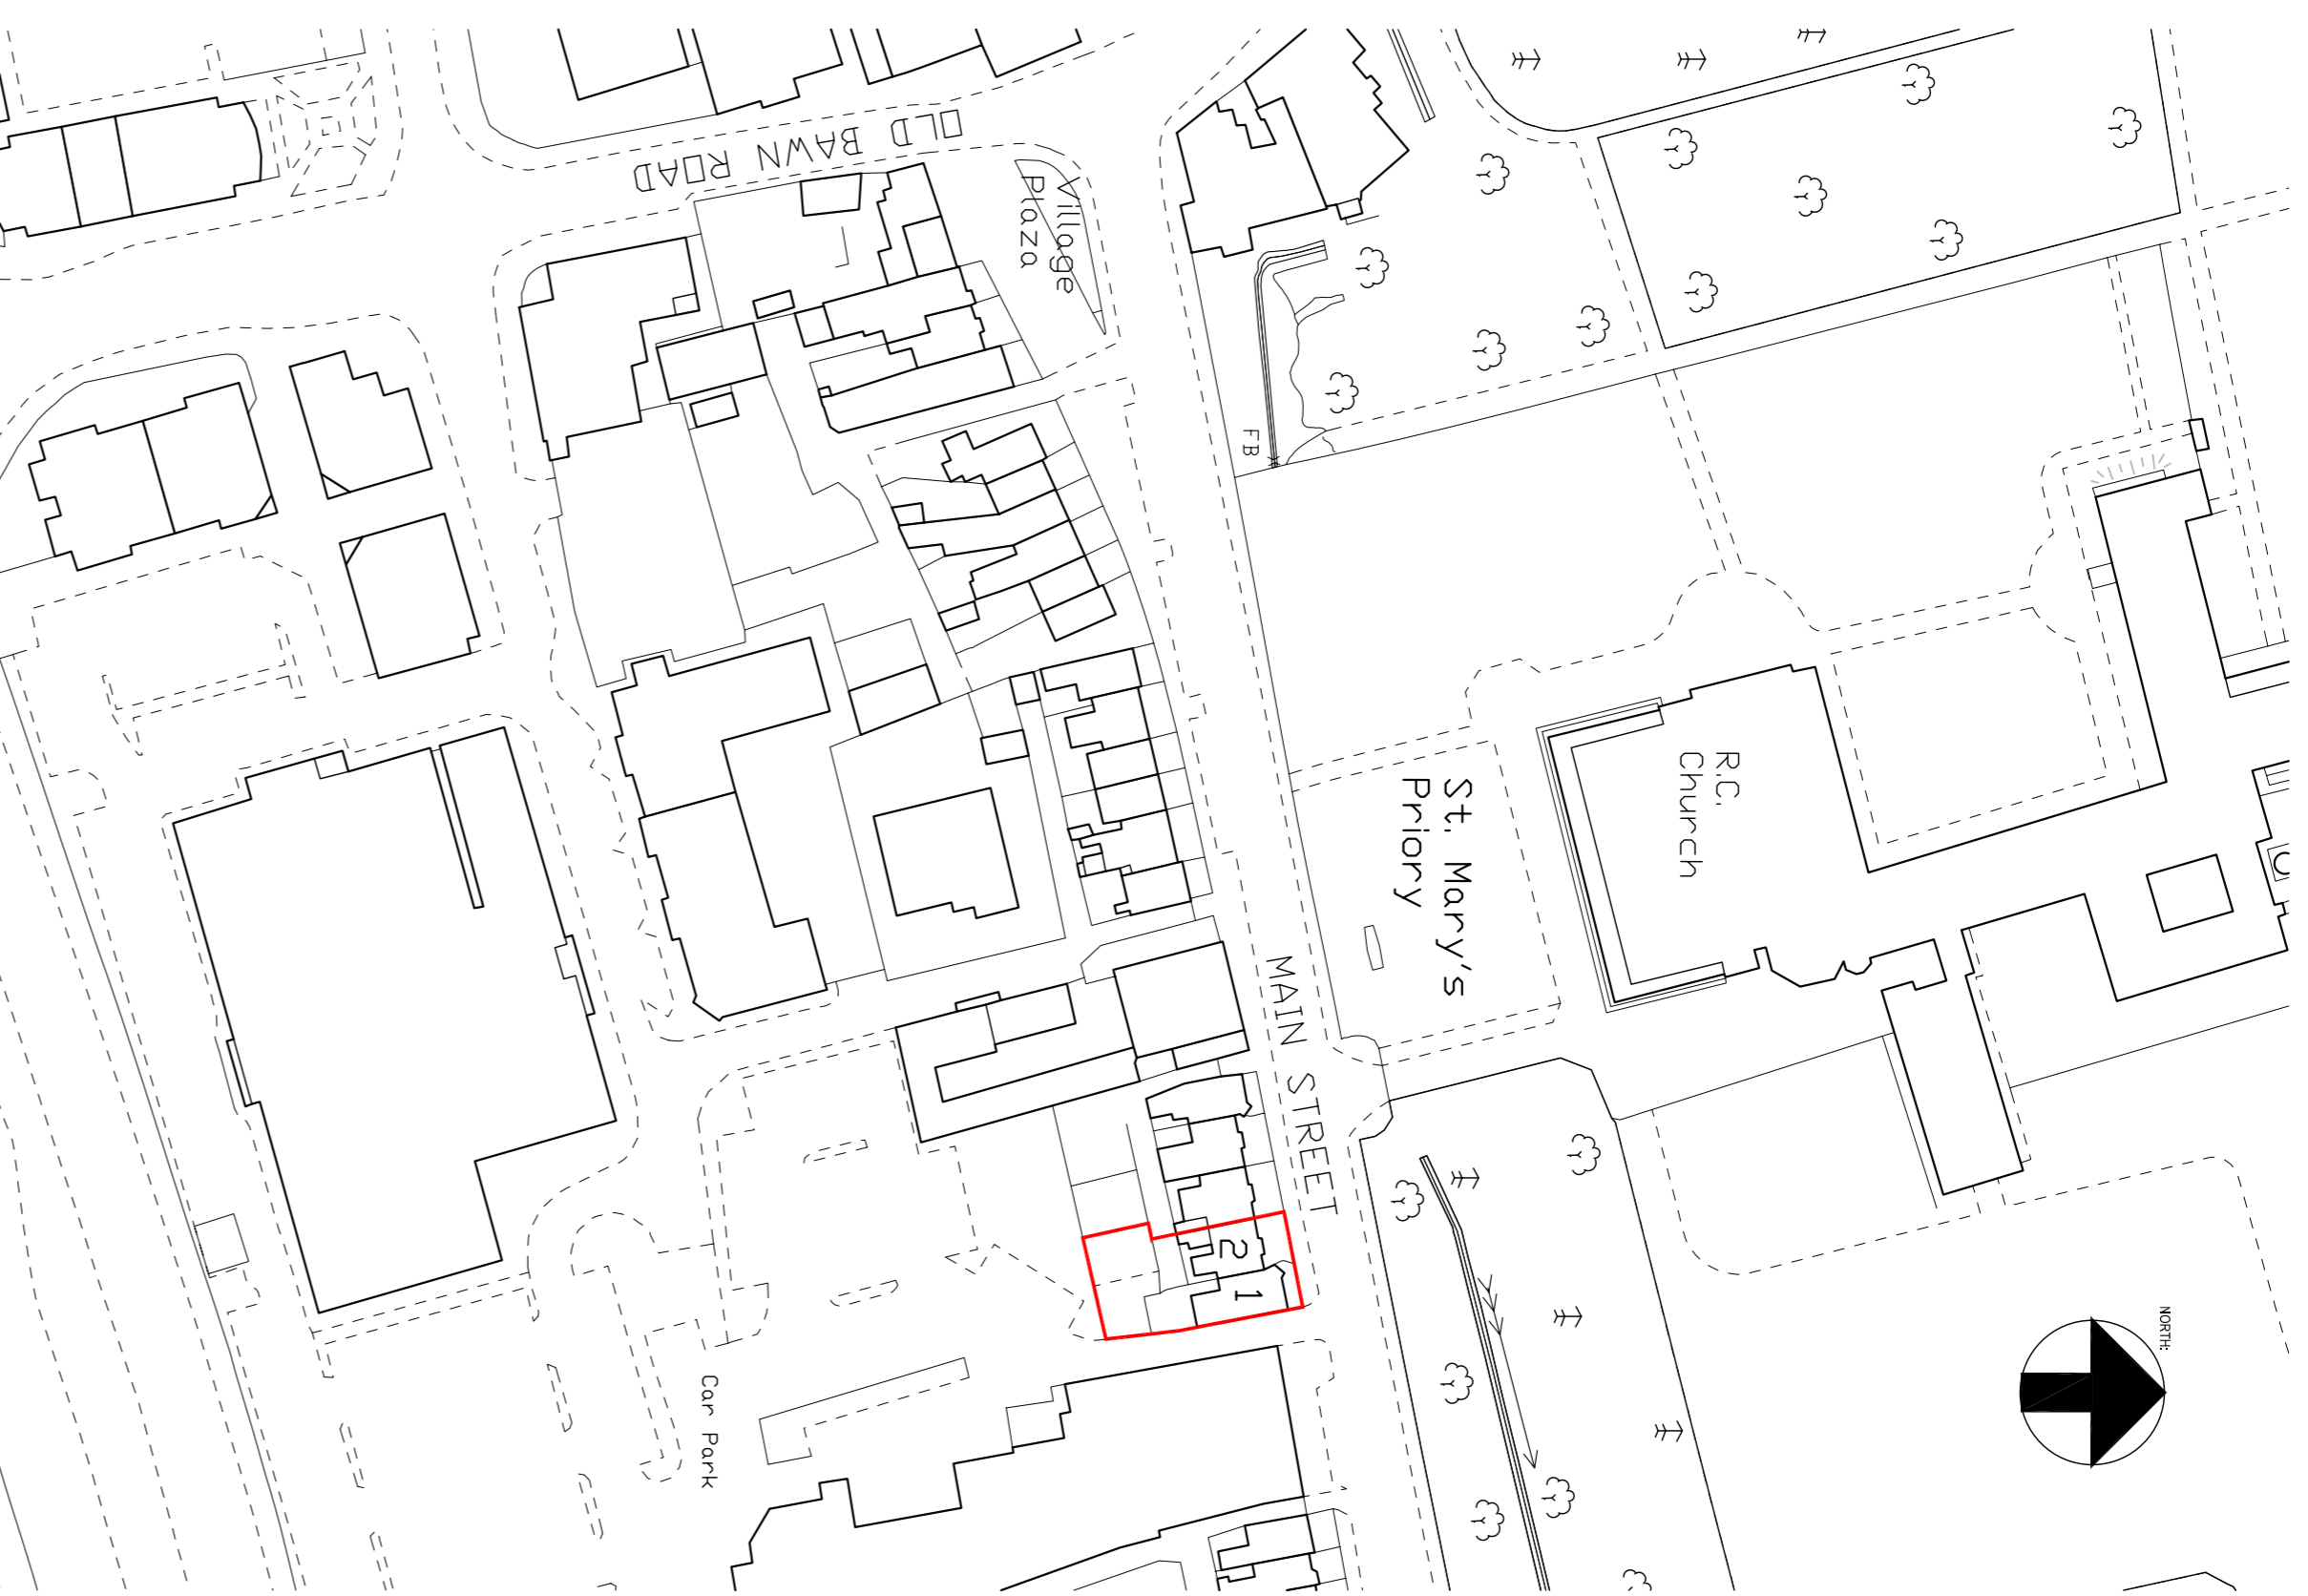 OLD BAWN ROAD
Village
Plaza
FB
R.C.
Church
St. Mary's
Priory
MAIN STREET
2
1
NORTH:
Car Park